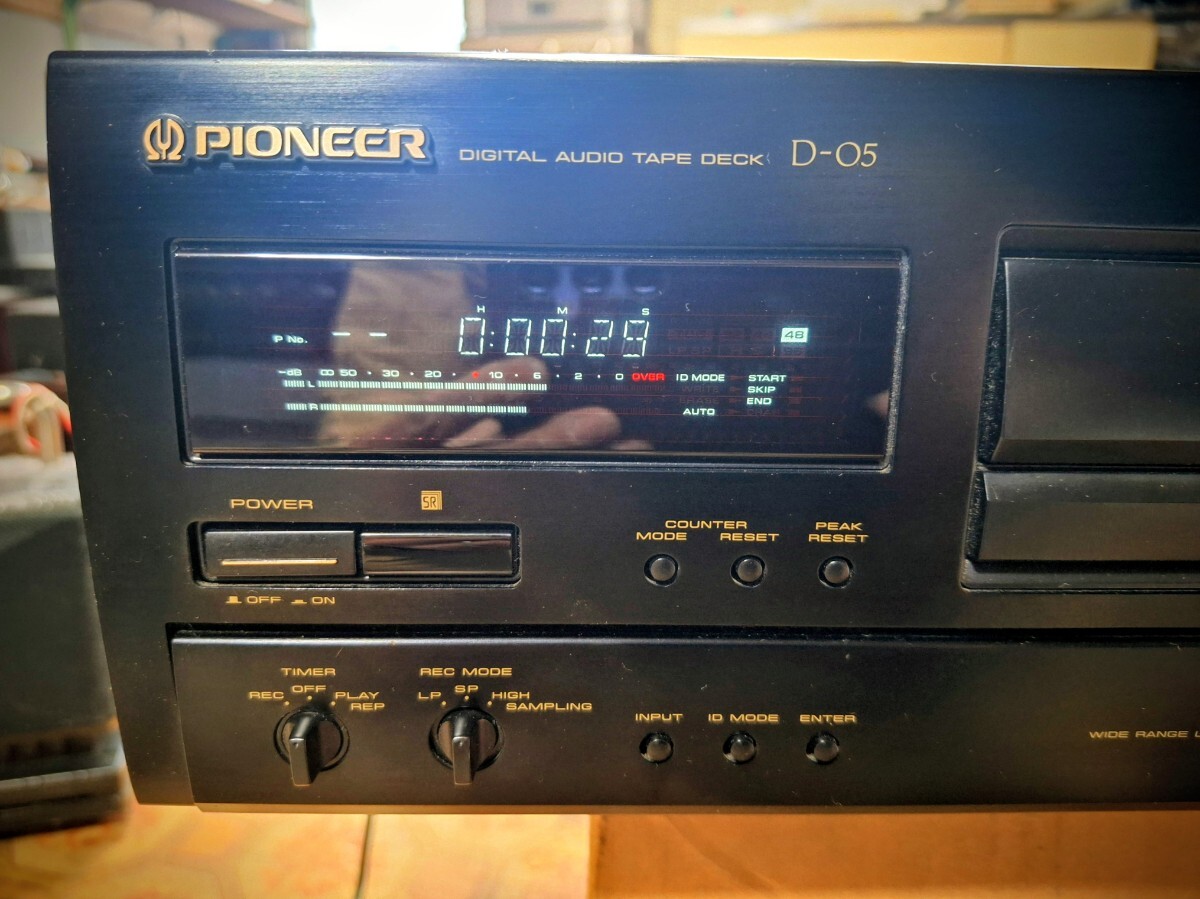 PIONEER DIGITAL AUDIO TAPE DECK D-05
H M S
P No. -- 0:00:29 48
-dB ∞ 50 · 30 · 20 · 10 · 6 · 2 · 0 OVER ID MODE START
L SKIP
END
R AUTO
POWER SR
COUNTER PEAK
MODE RESET RESET
OFF ON
TIMER REC MODE
REC OFF PLAY LP SP HIGH
REP SAMPLING
INPUT ID MODE ENTER
WIDE RANGE